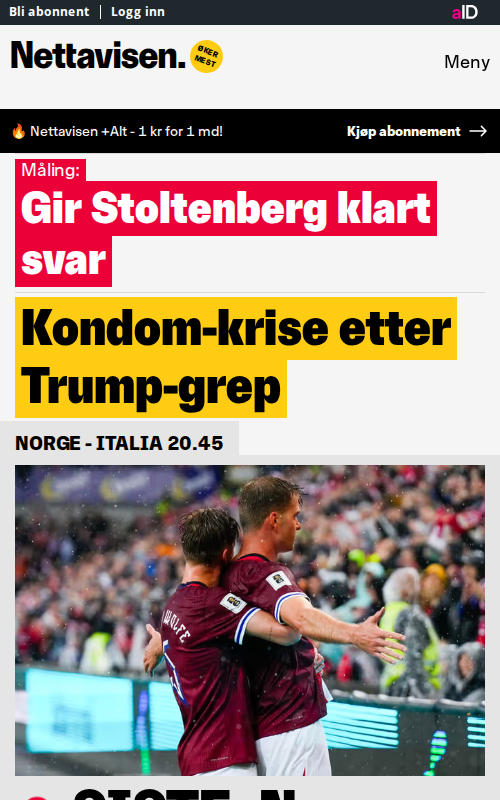 Bli abonnent | Logg inn
aID
Nettavisen.
ØKER
MEST
Meny
Nettavisen +Alt - 1 kr for 1 md!
Kjøp abonnement →
Måling:
Gir Stoltenberg klart
svar
Kondom-krise etter
Trump-grep
NORGE - ITALIA 20.45
WOLFE